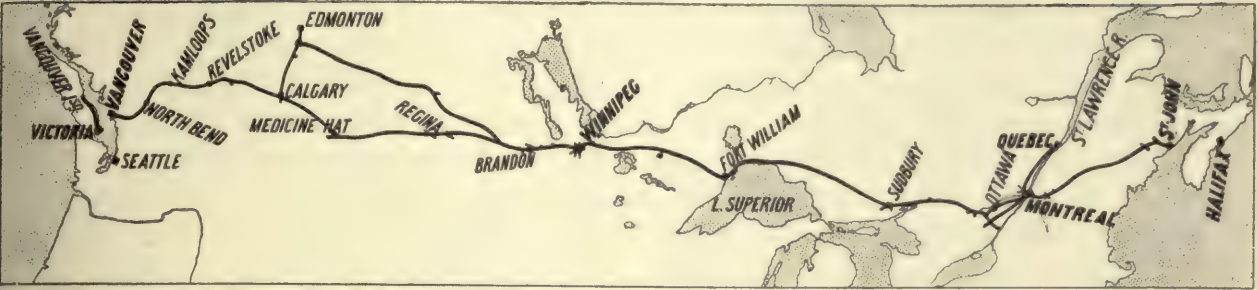 VANCOUVER ISD.
VANCOUVER
KAMLOOPS
REVELSTOKE
EDMONTON
CALGARY
NORTH BEND
VICTORIA
SEATTLE
MEDICINE HAT
REGINA
BRANDON
WINNIPEG
FORT WILLIAM
L. SUPERIOR
SUDBURY
OTTAWA
QUEBEC
ST LAWRENCE R.
MONTREAL
ST JOHN
HALIFAX